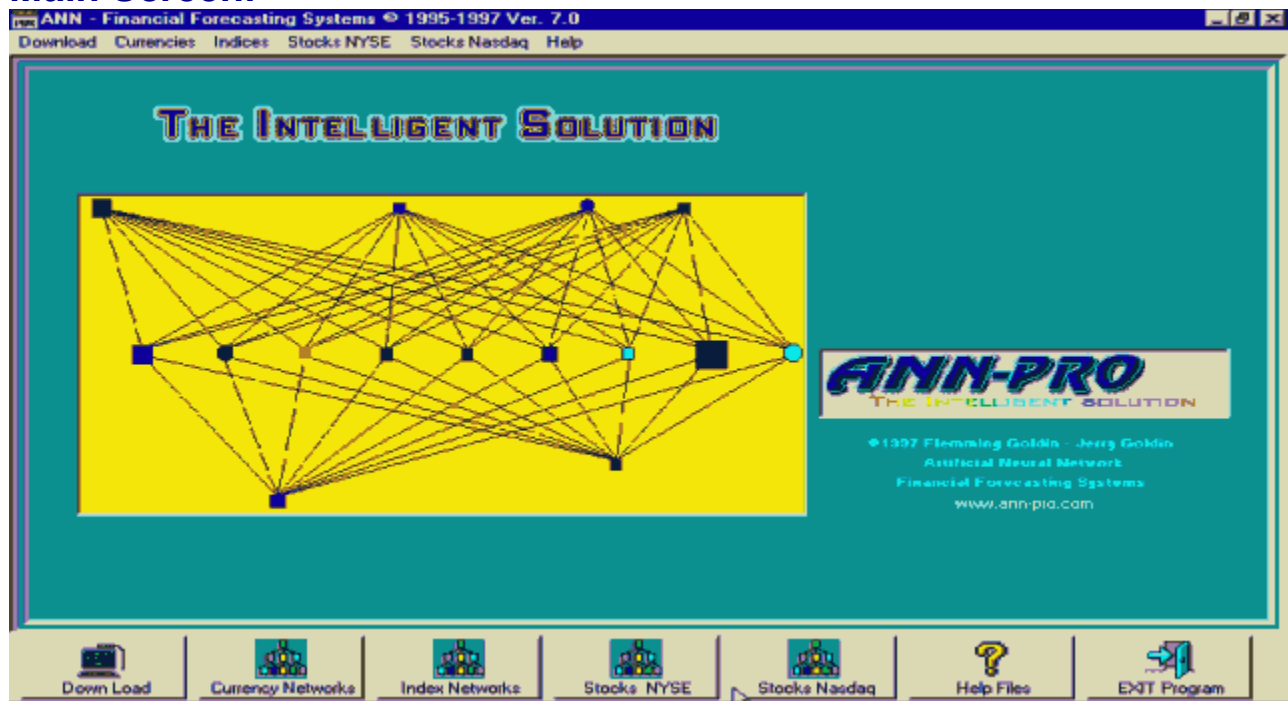 Main Screen:
ANN - Financial Forecasting Systems © 1995-1997 Ver. 7.0
Download Currencies Indices Stocks NYSE Stocks Nasdaq Help
THE INTELLIGENT SOLUTION
ANN-PRO
THE INTELLIGENT SOLUTION
©1997 Flemming Goldin - Jerry Goldin
Artificial Neural Network
Financial Forecasting Systems
www.ann-pro.com
Down Load Currency Networks Index Networks Stocks NYSE Stocks Nasdaq Help Files EXIT Program